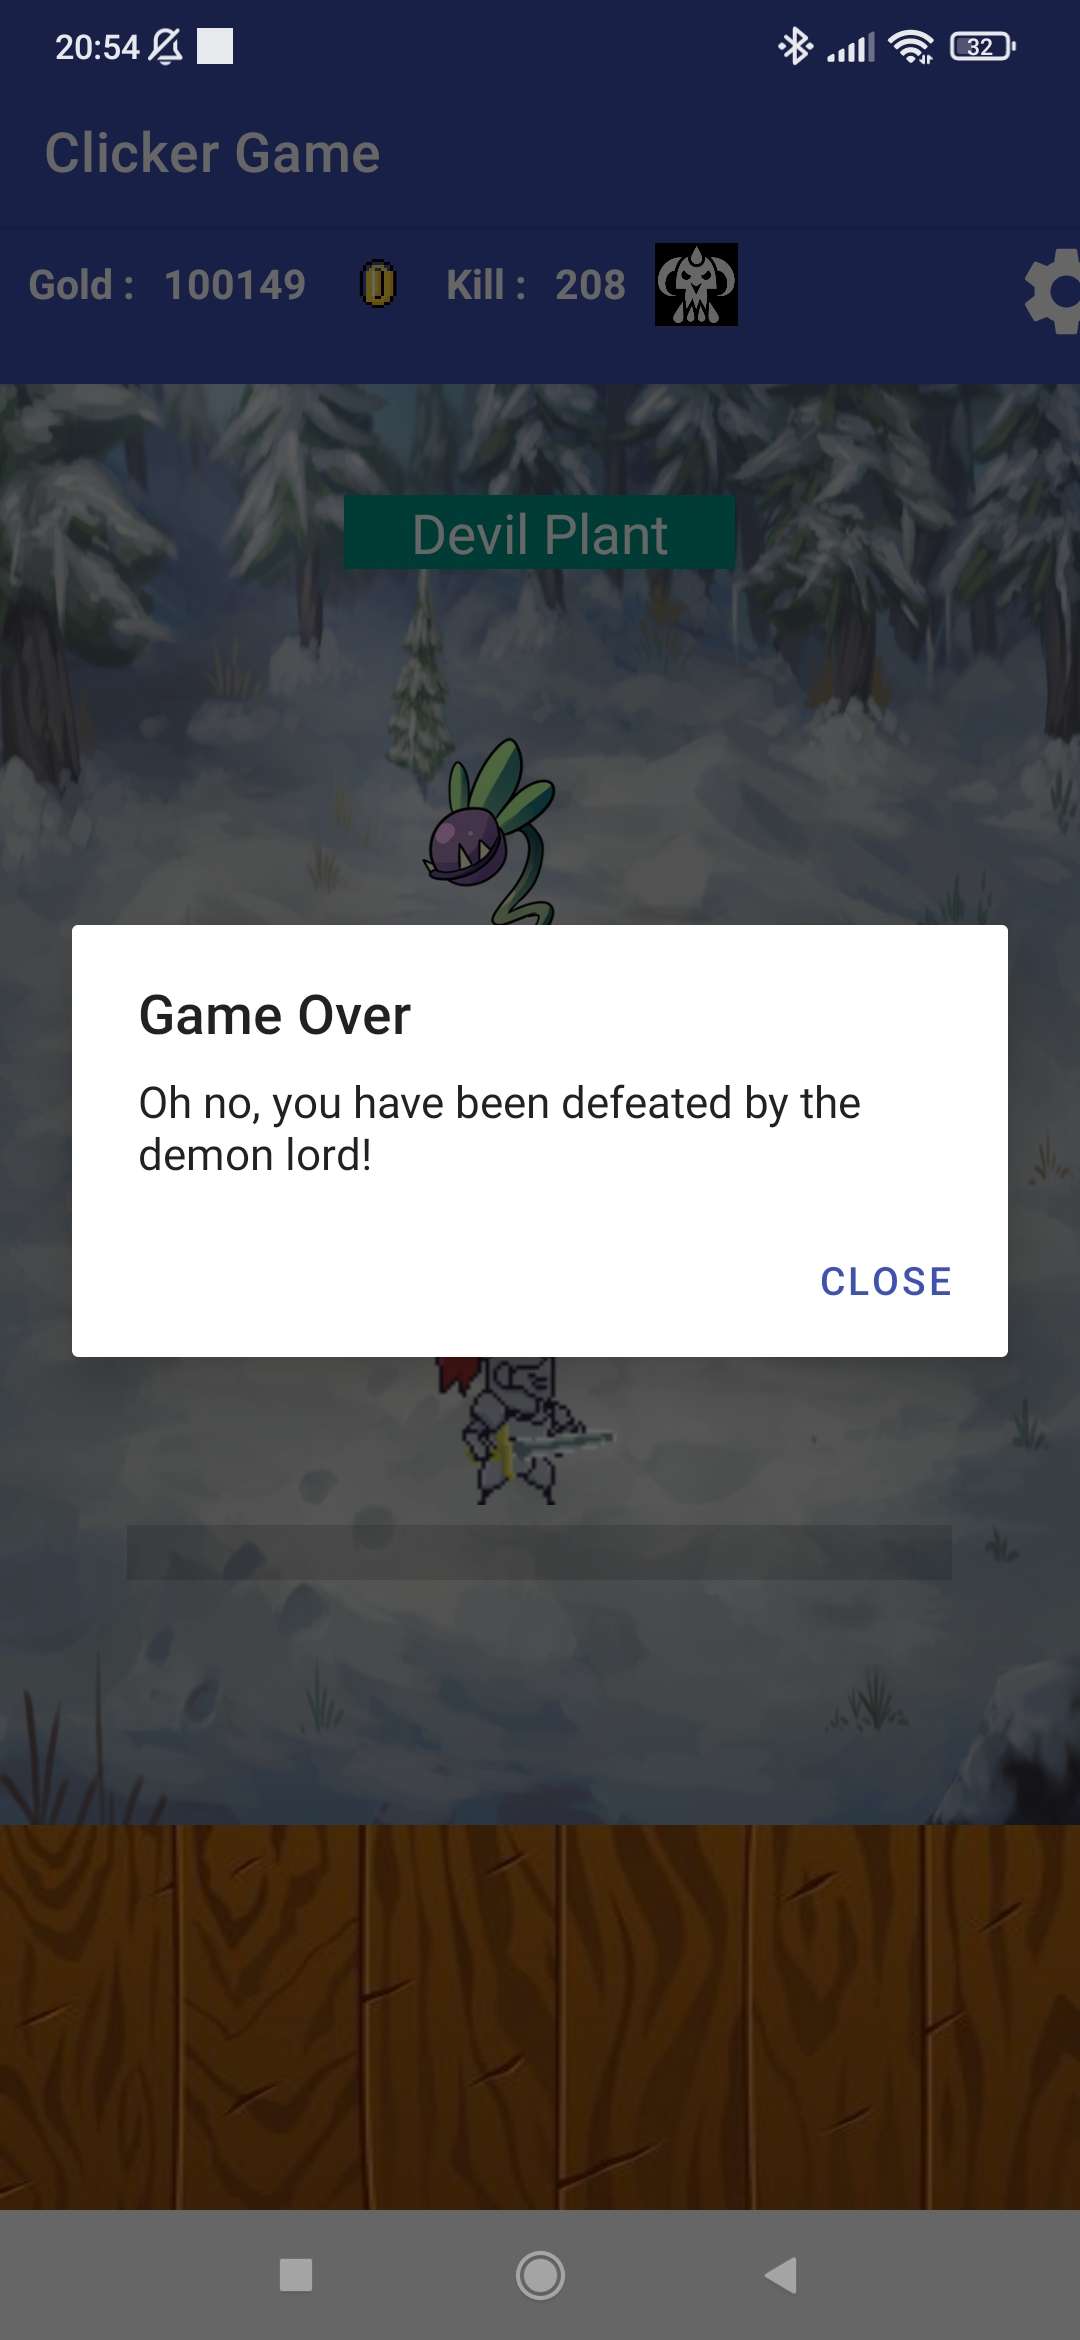 20:54
32
Clicker Game
Gold : 100149 Kill : 208
Devil Plant
Game Over
Oh no, you have been defeated by the
demon lord!
CLOSE